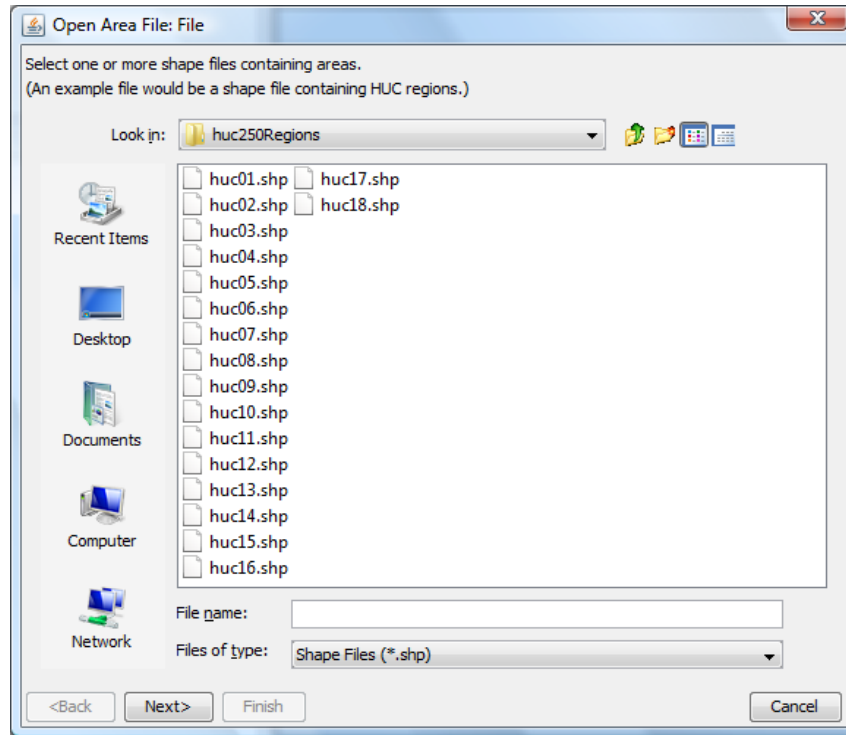 Open Area File: File
Select one or more shape files containing areas.
(An example file would be a shape file containing HUC regions.)
Look in: huc250Regions
huc01.shp huc17.shp
huc02.shp huc18.shp
huc03.shp
huc04.shp
huc05.shp
huc06.shp
huc07.shp
huc08.shp
huc09.shp
huc10.shp
huc11.shp
huc12.shp
huc13.shp
huc14.shp
huc15.shp
huc16.shp
Recent Items
Desktop
Documents
Computer
Network
File name:
Files of type: Shape Files (*.shp)
<Back Next> Finish Cancel